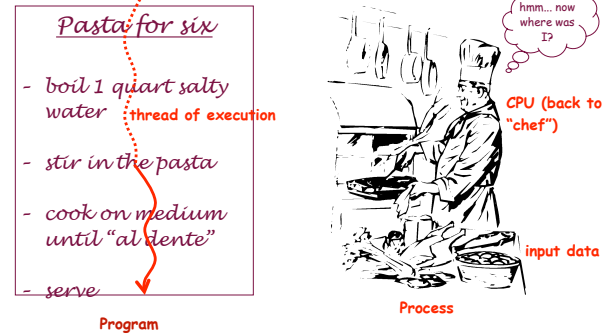 Pasta for six
- boil 1 quart salty
water
thread of execution
- stir in the pasta
- cook on medium
until “al dente”
- serve
Program
hmm... now
where was
I?
CPU (back to
“chef”)
input data
Process